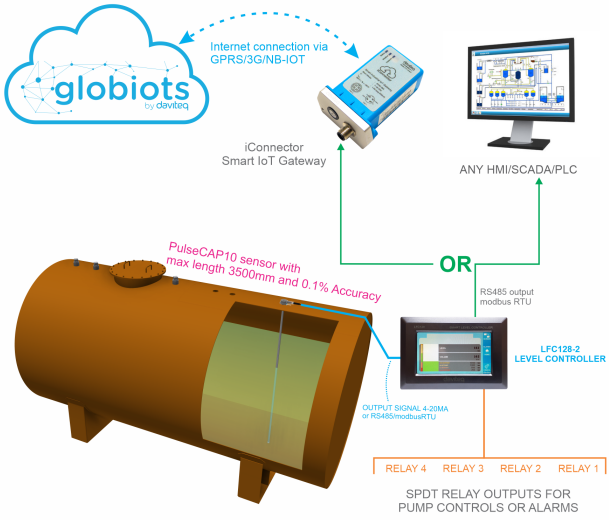 Internet connection via
GPRS/3G/NB-IOT
globiots
by daviteq
iConnector
Smart IoT Gateway
ANY HMI/SCADA/PLC
PulseCAP10 sensor with
max length 3500mm and 0.1% Accuracy
OR
RS485 output
modbus RTU
LFC128-2
LEVEL CONTROLLER
OUTPUT SIGNAL 4-20MA
or RS485/modbusRTU
RELAY 4 RELAY 3 RELAY 2 RELAY 1
SPDT RELAY OUTPUTS FOR
PUMP CONTROLS OR ALARMS